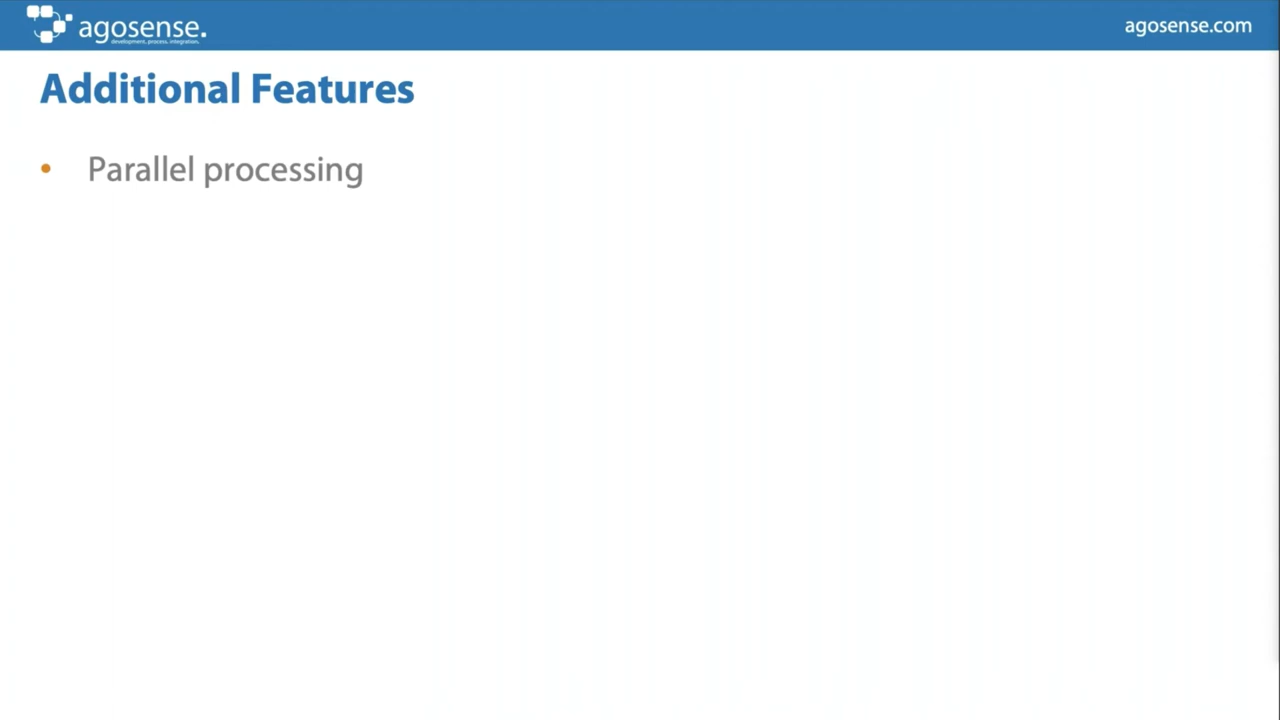 agosense.
development. process. integration.
agosense.com
Additional Features
• Parallel processing